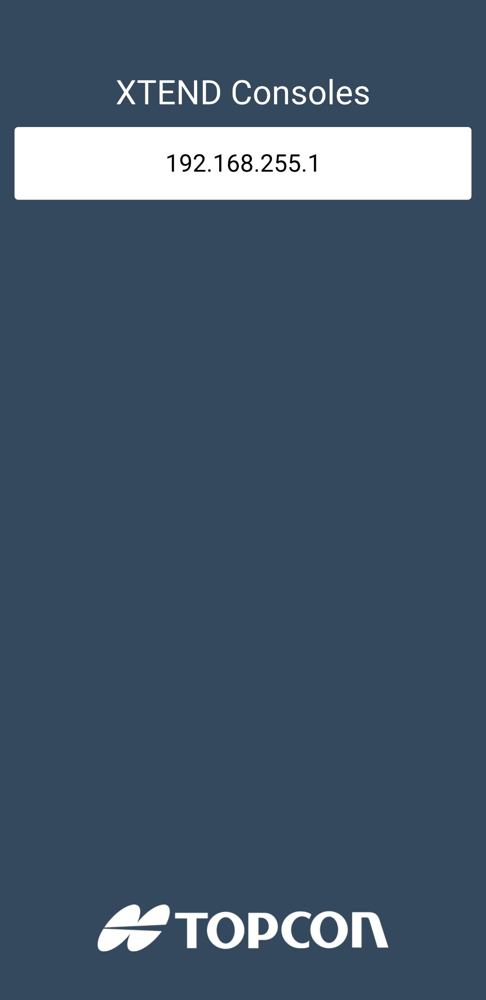 XTEND Consoles
192.168.255.1
TOPCON